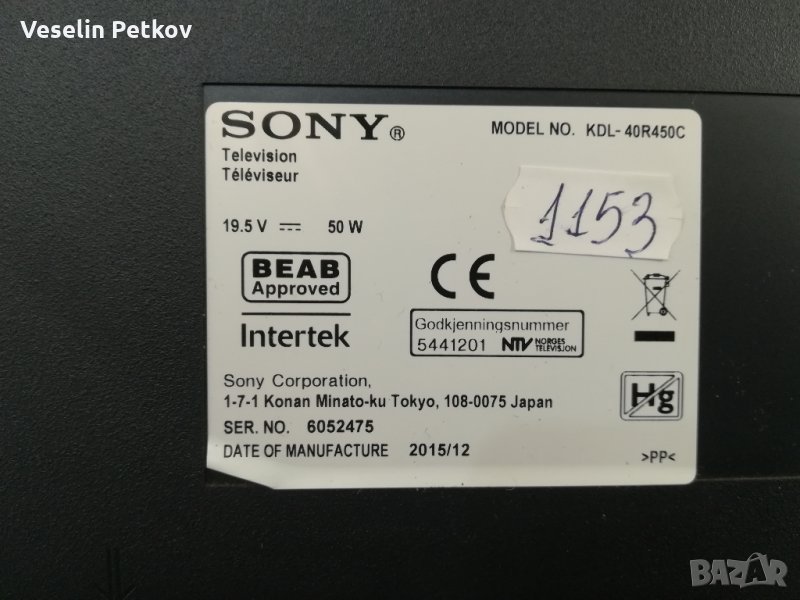 Veselin Petkov
SONY®
MODEL NO. KDL-40R450C
Television
Téléviseur
1153
19.5 V ⎓ 50 W
BEAB
Approved
CE
Intertek
Godkjenningsnummer
5441201 NTV NORGES TELEVISJON
Sony Corporation,
1-7-1 Konan Minato-ku Tokyo, 108-0075 Japan
Hg
SER. NO. 6052475
DATE OF MANUFACTURE 2015/12
>PP<
BAZAR